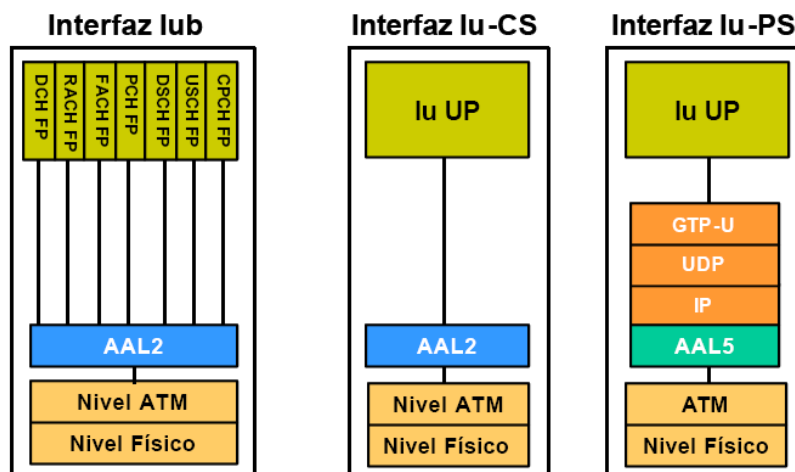 Interfaz Iub
DCH FP
RACH FP
FACH FP
PCH FP
DSCH FP
USCH FP
CPCH FP
AAL2
Nivel ATM
Nivel Físico
Interfaz Iu-CS
Iu UP
AAL2
Nivel ATM
Nivel Físico
Interfaz Iu-PS
Iu UP
GTP-U
UDP
IP
AAL5
ATM
Nivel Físico